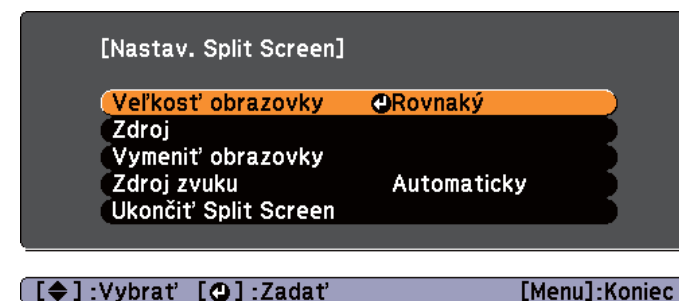 [Nastav. Split Screen]
Veľkosť obrazovky Rovnaký
Zdroj
Vymeniť obrazovky
Zdroj zvuku Automaticky
Ukončiť Split Screen
[◆] :Vybrať [⏎] :Zadať [Menu]:Koniec